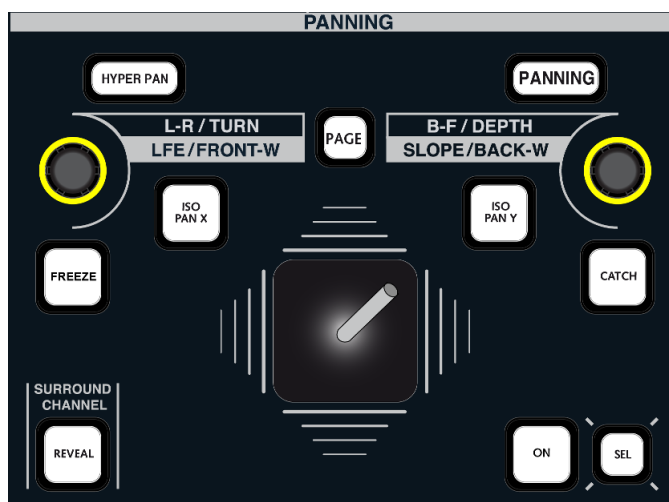 PANNING
HYPER PAN
PANNING
L-R / TURN
LFE/FRONT-W
PAGE
B-F / DEPTH
SLOPE/BACK-W
ISO
PAN X
ISO
PAN Y
FREEZE
CATCH
SURROUND
CHANNEL
REVEAL
ON
SEL